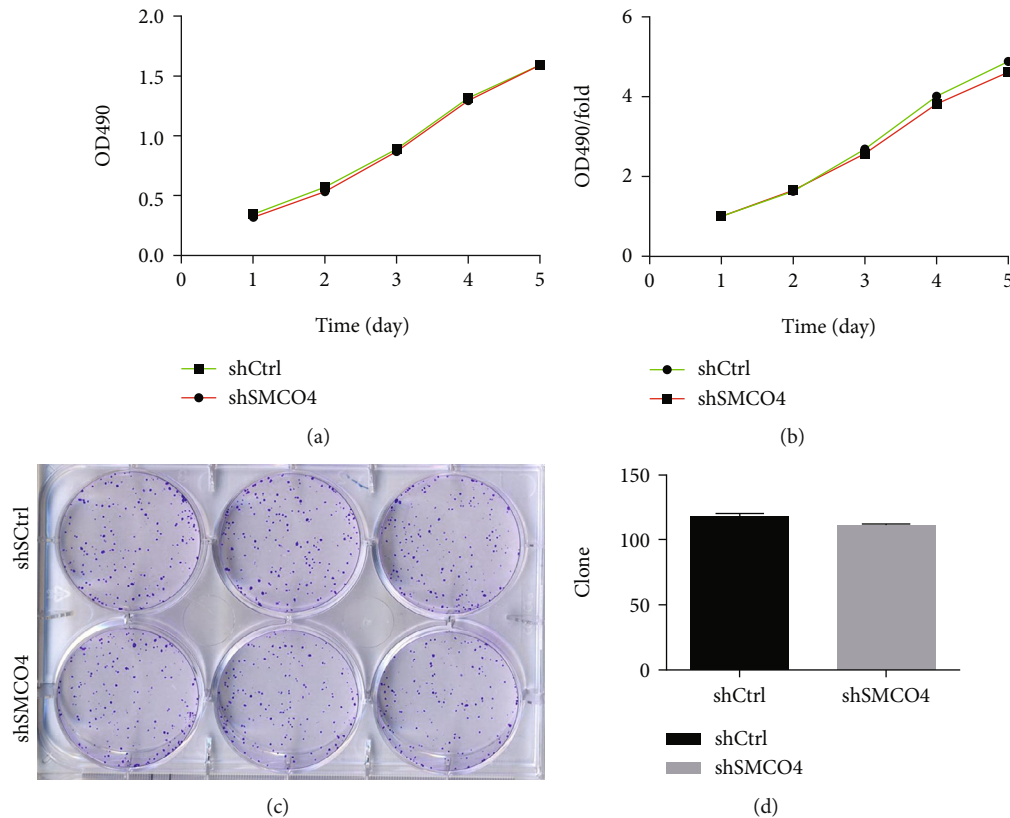 OD490
2.0
1.5
1.0
0.5
0.0
0 1 2 3 4 5
Time (day)
shCtrl
shSMCO4
(a)
OD490/fold
6
4
2
0
0 1 2 3 4 5
Time (day)
shCtrl
shSMCO4
(b)
shSCtrl
shSMCO4
(c)
Clone
150
100
50
0
shCtrl shSMCO4
shCtrl
shSMCO4
(d)